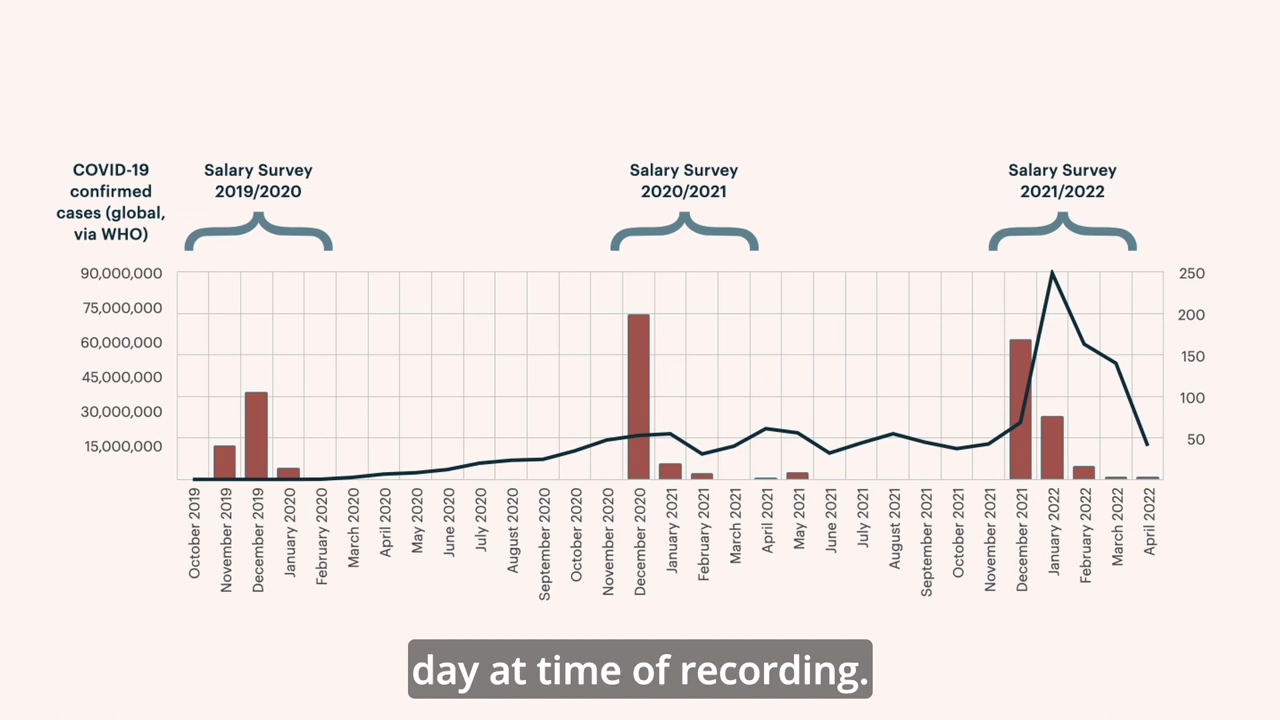 COVID-19
confirmed
cases (global,
via WHO)
Salary Survey
2019/2020
Salary Survey
2020/2021
Salary Survey
2021/2022
90,000,000
75,000,000
60,000,000
45,000,000
30,000,000
15,000,000
250
200
150
100
50
October 2019
November 2019
December 2019
January 2020
February 2020
March 2020
April 2020
May 2020
June 2020
July 2020
August 2020
September 2020
October 2020
November 2020
December 2020
January 2021
February 2021
March 2021
April 2021
May 2021
June 2021
July 2021
August 2021
September 2021
October 2021
November 2021
December 2021
January 2022
February 2022
March 2022
April 2022
day at time of recording.